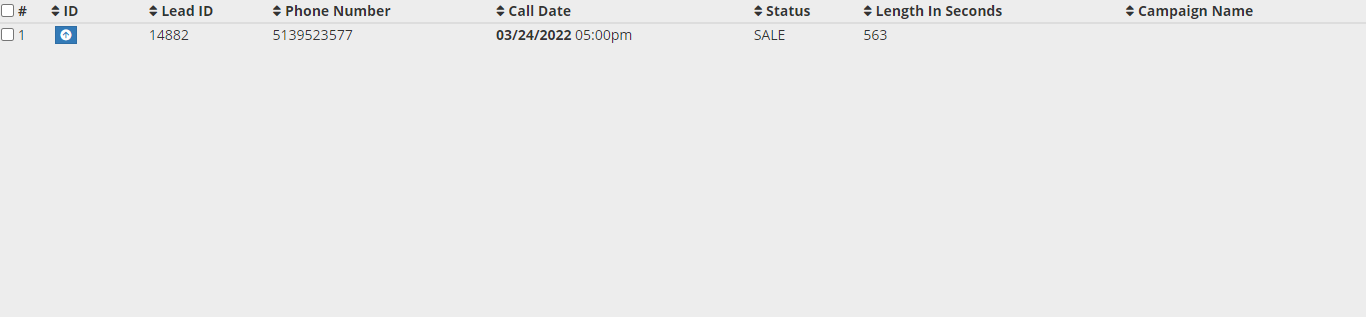 # ID Lead ID Phone Number Call Date Status Length In Seconds Campaign Name
1 14882 5139523577 03/24/2022 05:00pm SALE 563